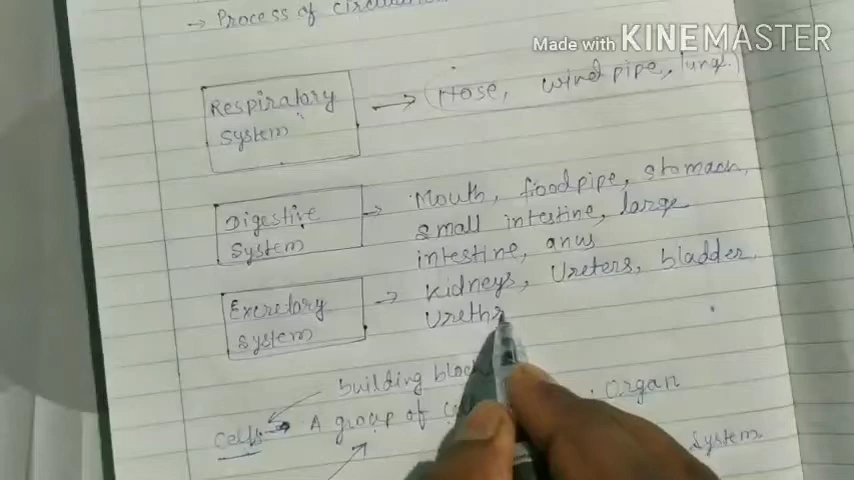 → Process of
Made with KINEMASTER
Respiratory System → (Nose, wind pipe, lungs)
Digestive System → Mouth, foodpipe, stomach,
small intestine, large
intestine, anus
Excretory System → kidneys, Ureters, bladder,
Urethr
building bloc
Cells → A group of
Organ
System